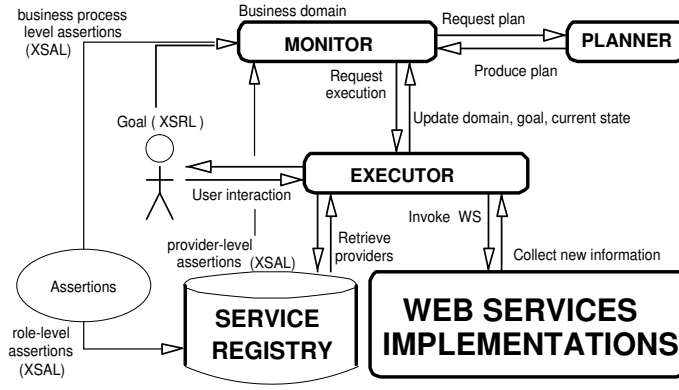 business process
level assertions
(XSAL)
Business domain
MONITOR
Request plan
PLANNER
Produce plan
Request
execution
Update domain, goal, current state
Goal ( XSRL )
EXECUTOR
User interaction
Invoke WS
Retrieve
providers
provider-level
assertions (XSAL)
Collect new information
Assertions
SERVICE
REGISTRY
WEB SERVICES
IMPLEMENTATIONS
role-level
assertions
(XSAL)